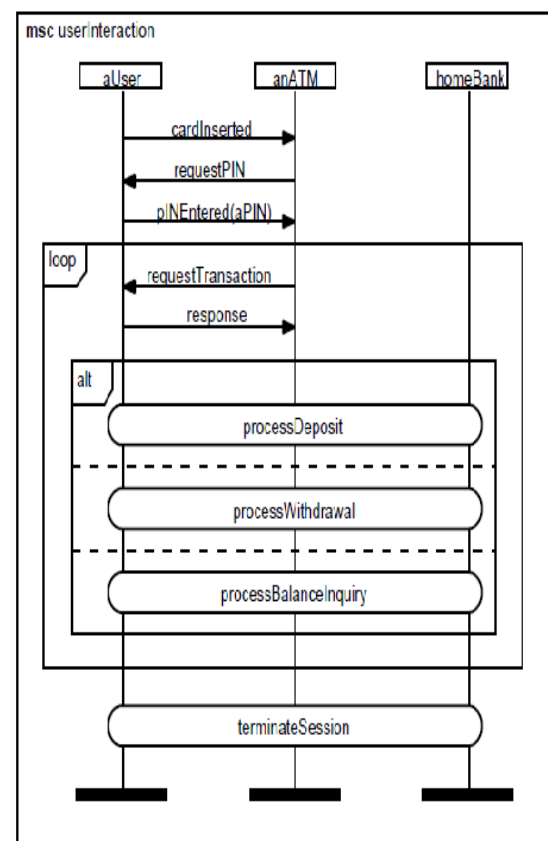 msc userInteraction
aUser anATM homeBank
cardInserted
requestPIN
pINEntered(aPIN)
loop
requestTransaction
response
alt
processDeposit
processWithdrawal
processBalanceInquiry
terminateSession